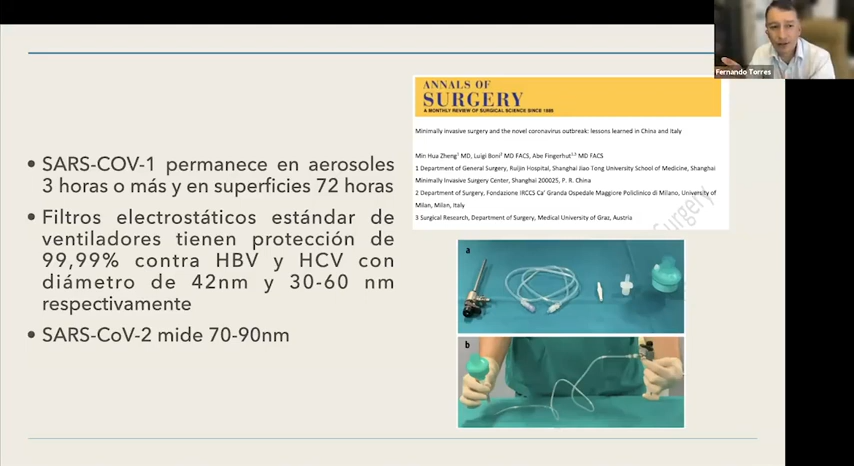 Fernando Torres
• SARS-COV-1 permanece en aerosoles
3 horas o más y en superficies 72 horas
• Filtros electrostáticos estándar de
ventiladores tienen protección de
99,99% contra HBV y HCV con
diámetro de 42nm y 30-60 nm
respectivamente
• SARS-CoV-2 mide 70-90nm
ANNALS OF
SURGERY
A MONTHLY REVIEW OF SURGICAL SCIENCE SINCE 1885
Minimally invasive surgery and the novel coronavirus outbreak: lessons learned in China and Italy
Min Hua Zheng¹ MD, Luigi Boni² MD FACS, Abe Fingerhut¹,³ MD FACS
1 Department of General Surgery, Ruijin Hospital, Shanghai Jiao Tong University School of Medicine, Shanghai
Minimally Invasive Surgery Center, Shanghai 200025, P. R. China
2 Department of Surgery, Fondazione IRCCS Ca' Granda Ospedale Maggiore Policlinico di Milano, University of
Milan, Milan, Italy
3 Surgical Research, Department of Surgery, Medical University of Graz, Austria
Surgery
a
b